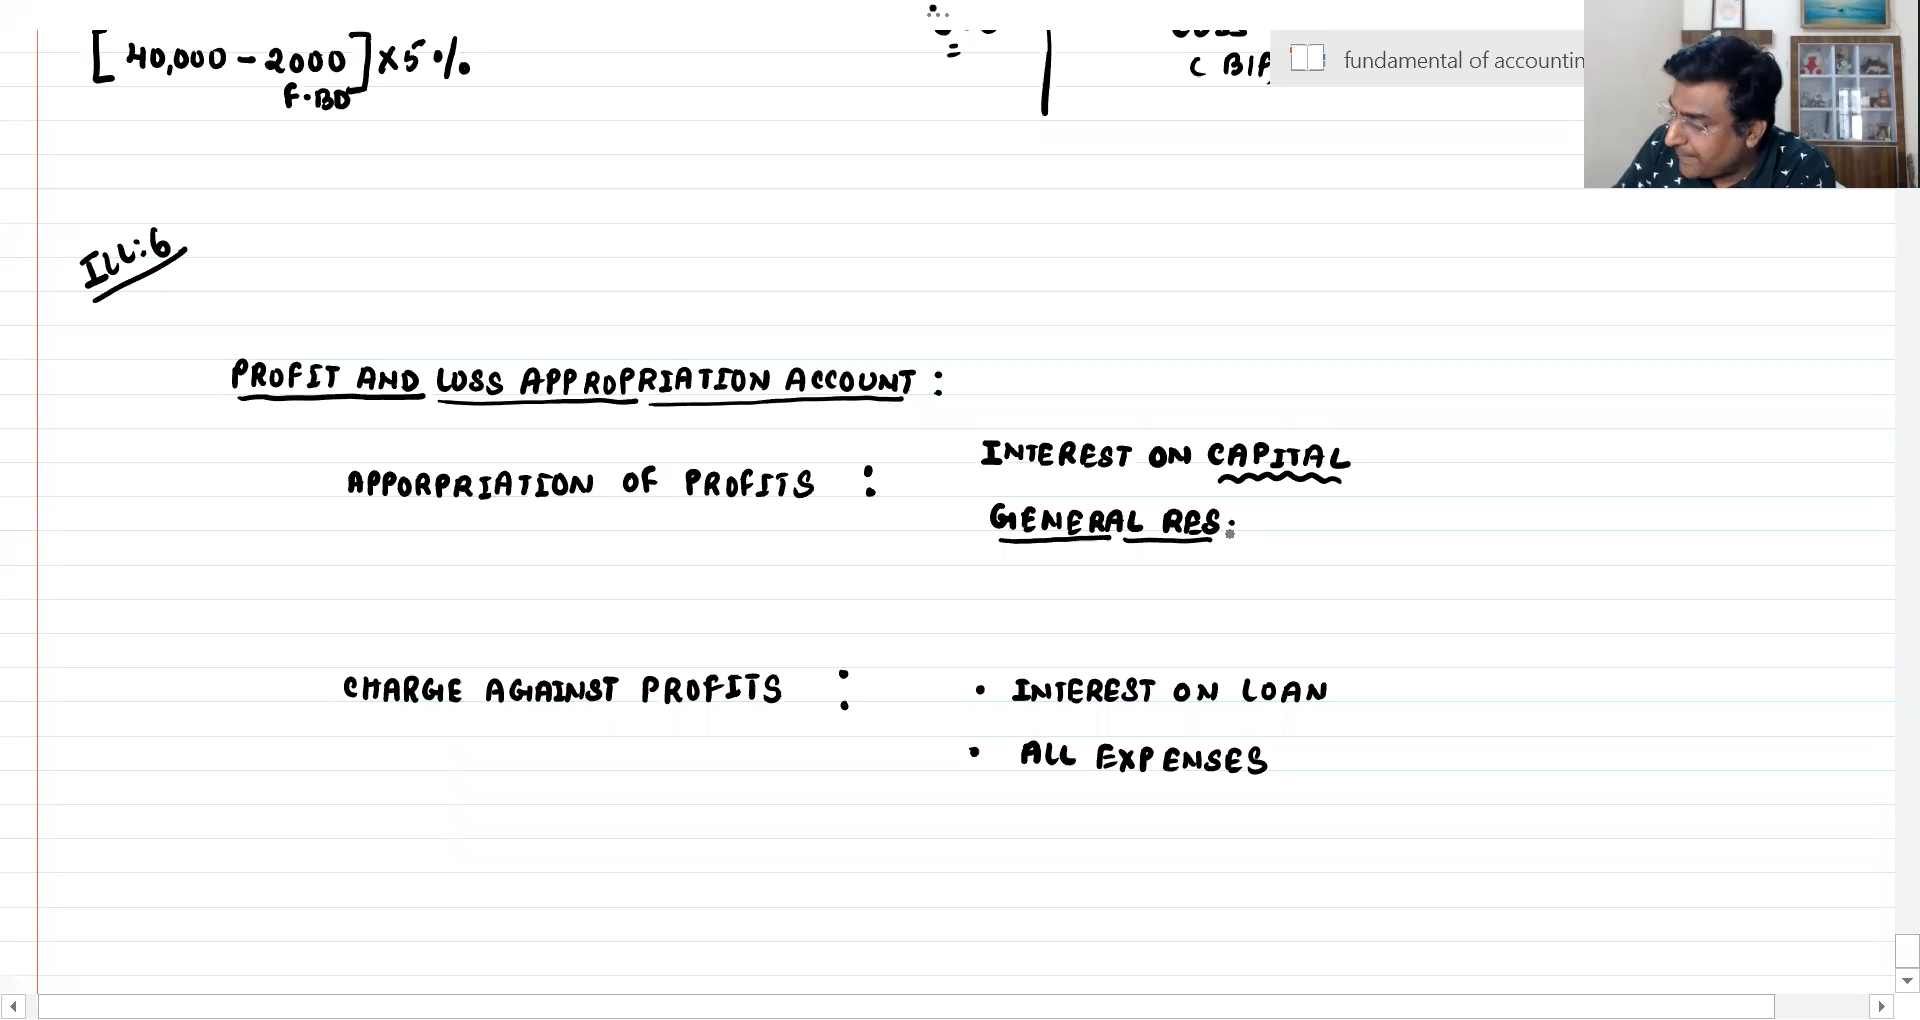 [40,000 - 2000] x 5%
F.BD
fundamental of accountin
ILL:6
PROFIT AND LOSS APPROPRIATION ACCOUNT :
APPORPRIATION OF PROFITS :
INTEREST ON CAPITAL
GENERAL RES.
CHARGE AGAINST PROFITS :
• INTEREST ON LOAN
• ALL EXPENSES